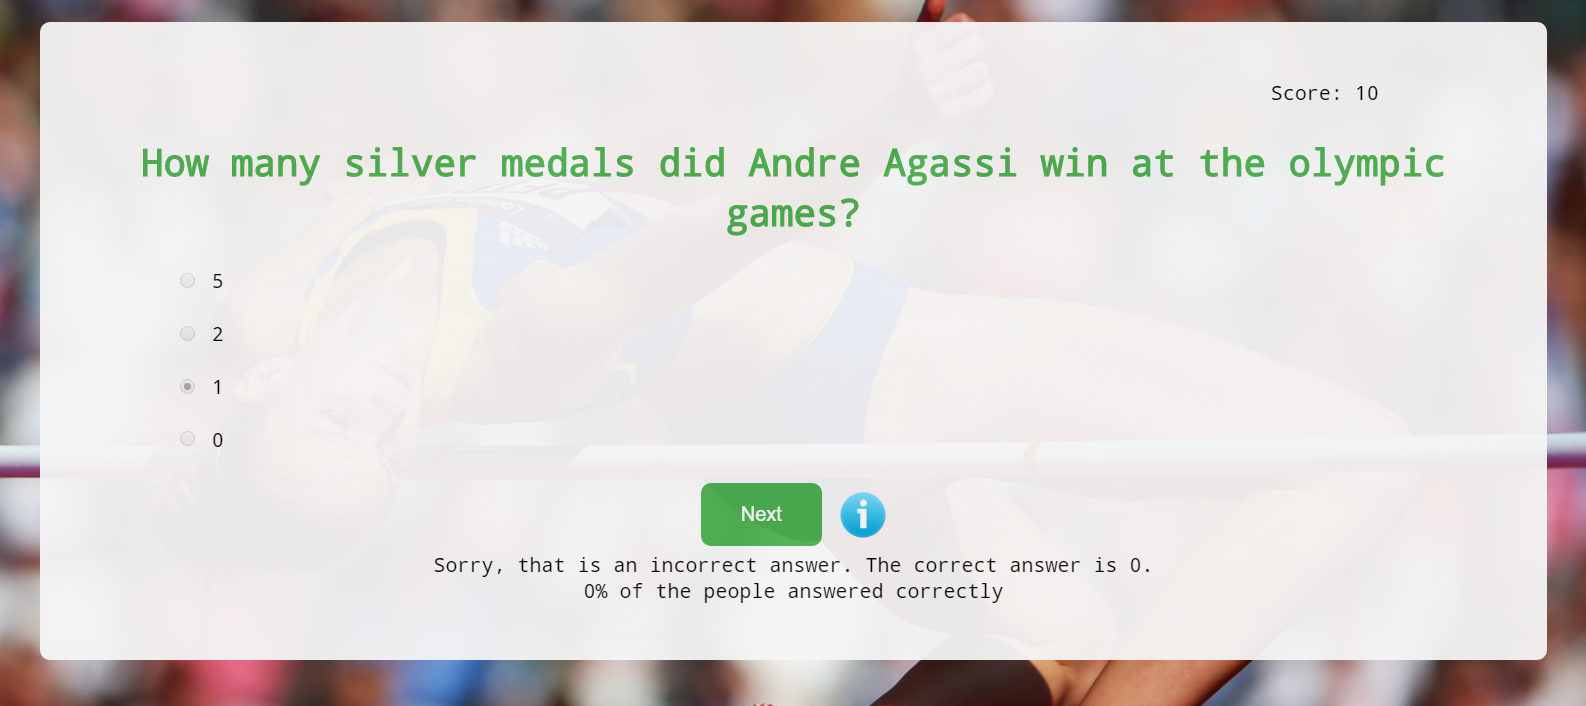 Score: 10
How many silver medals did Andre Agassi win at the olympic
games?
5
2
1
0
Next
Sorry, that is an incorrect answer. The correct answer is 0.
0% of the people answered correctly